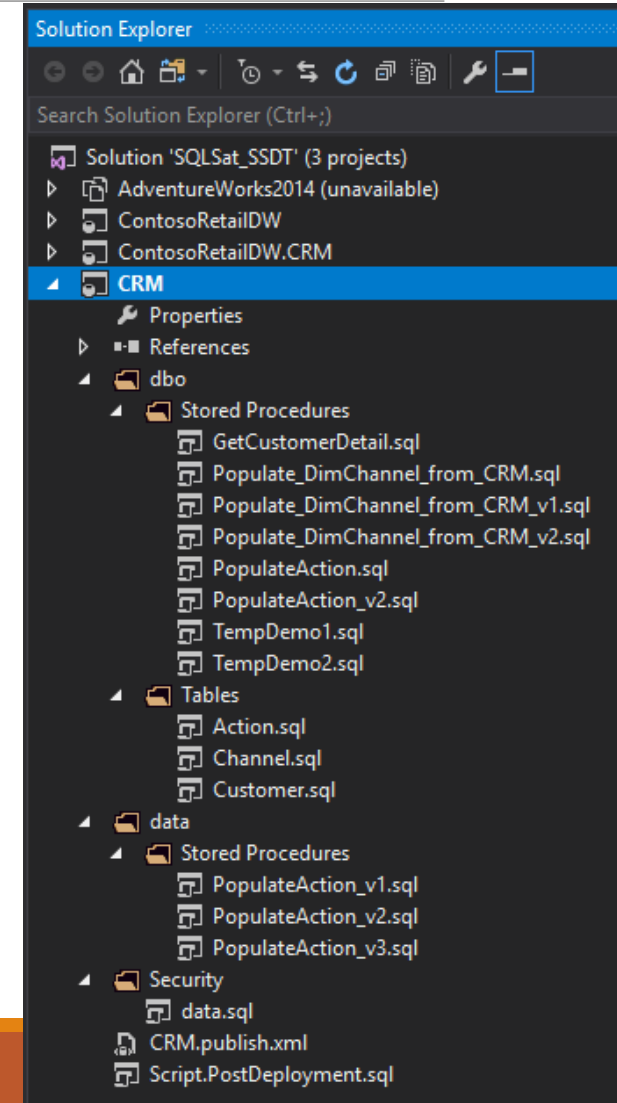 Solution Explorer
Search Solution Explorer (Ctrl+;)
Solution 'SQLSat_SSDT' (3 projects)
AdventureWorks2014 (unavailable)
ContosoRetailDW
ContosoRetailDW.CRM
CRM
Properties
References
dbo
Stored Procedures
GetCustomerDetail.sql
Populate_DimChannel_from_CRM.sql
Populate_DimChannel_from_CRM_v1.sql
Populate_DimChannel_from_CRM_v2.sql
PopulateAction.sql
PopulateAction_v2.sql
TempDemo1.sql
TempDemo2.sql
Tables
Action.sql
Channel.sql
Customer.sql
data
Stored Procedures
PopulateAction_v1.sql
PopulateAction_v2.sql
PopulateAction_v3.sql
Security
data.sql
CRM.publish.xml
Script.PostDeployment.sql